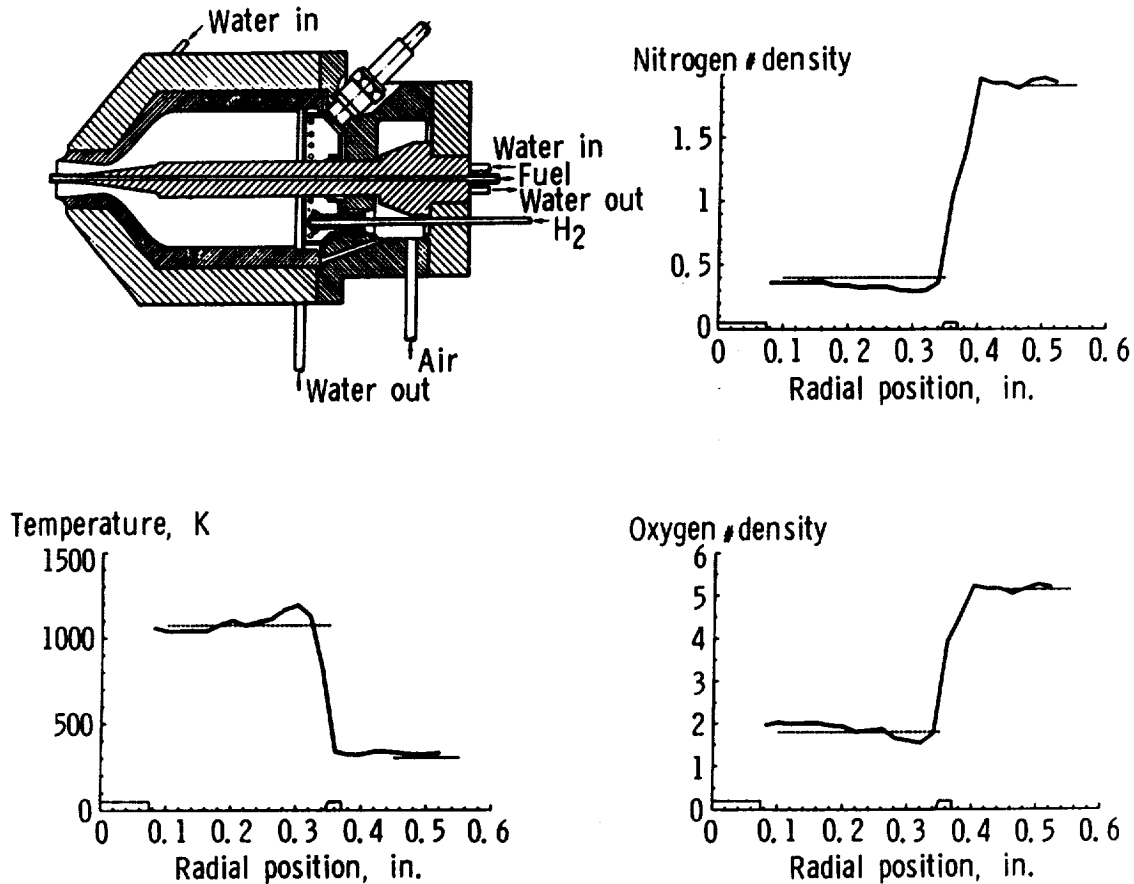 Water in
Water in
Fuel
Water out
H2
Air
Water out
Nitrogen # density
1.5
1
0.5
0
0 0.1 0.2 0.3 0.4 0.5 0.6
Radial position, in.
Temperature, K
1500
1000
500
0
0 0.1 0.2 0.3 0.4 0.5 0.6
Radial position, in.
Oxygen # density
6
5
4
3
2
1
0
0 0.1 0.2 0.3 0.4 0.5 0.6
Radial position, in.